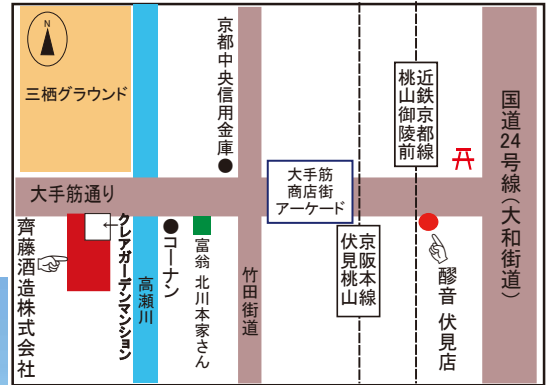 N
三栖グラウンド
京都中央信用金庫
近鉄京都線
桃山御陵前
国道24号線(大和街道)
大手筋通り
大手筋
商店街
アーケード
齊藤酒造株式会社
←クレアガーデンマンション
高瀬川
コーナン
富翁 北川本家さん
竹田街道
京阪本線
伏見桃山
醪音 伏見店